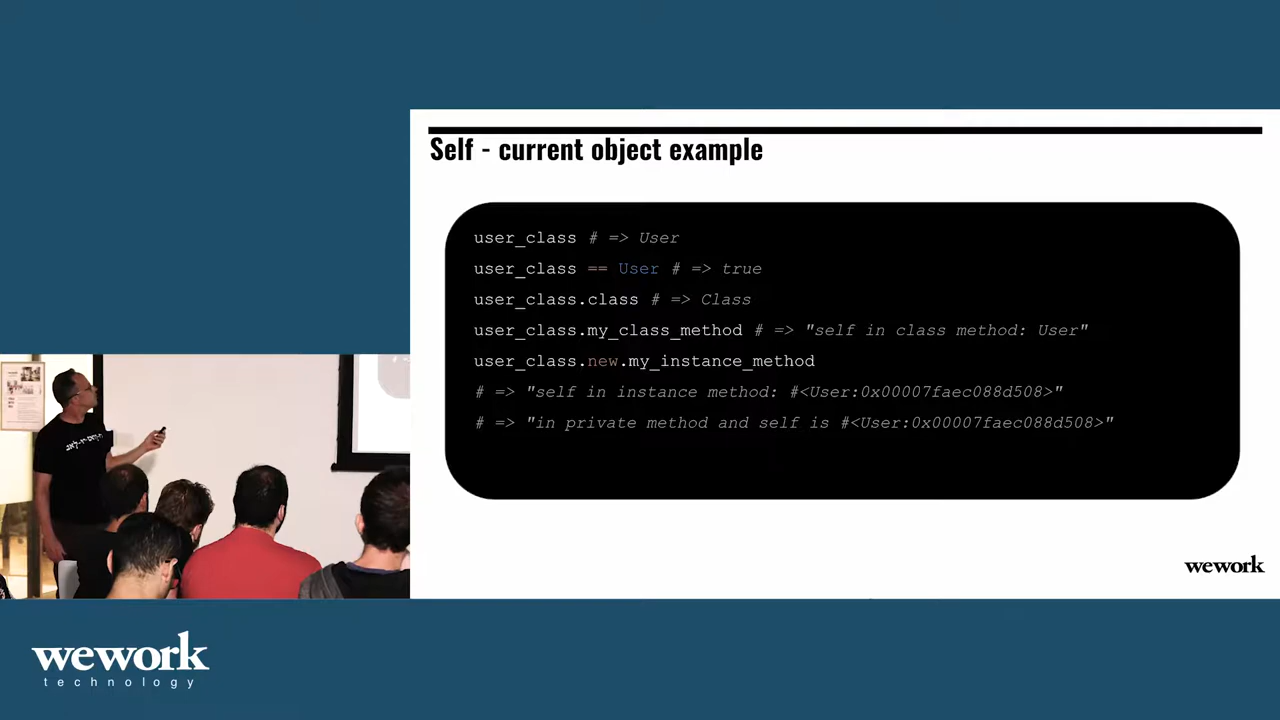 Self - current object example
user_class # => User
user_class == User # => true
user_class.class # => Class
user_class.my_class_method # => "self in class method: User"
user_class.new.my_instance_method
# => "self in instance method: #<User:0x00007faec088d508>"
# => "in private method and self is #<User:0x00007faec088d508>"
wework
wework
technology